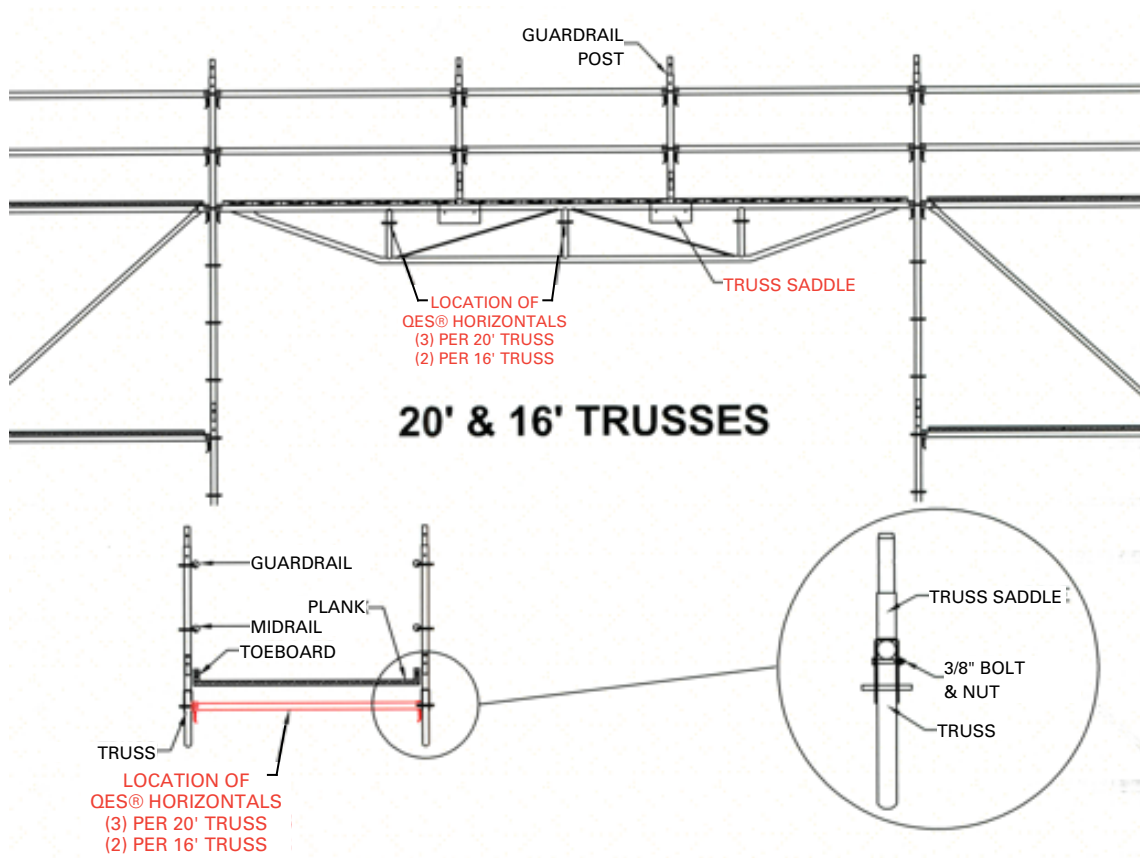 GUARDRAIL
POST
TRUSS SADDLE
LOCATION OF
QES® HORIZONTALS
(3) PER 20' TRUSS
(2) PER 16' TRUSS
20' & 16' TRUSSES
GUARDRAIL
PLANK
MIDRAIL
TOEBOARD
TRUSS
LOCATION OF
QES® HORIZONTALS
(3) PER 20' TRUSS
(2) PER 16' TRUSS
TRUSS SADDLE
3/8" BOLT
& NUT
TRUSS